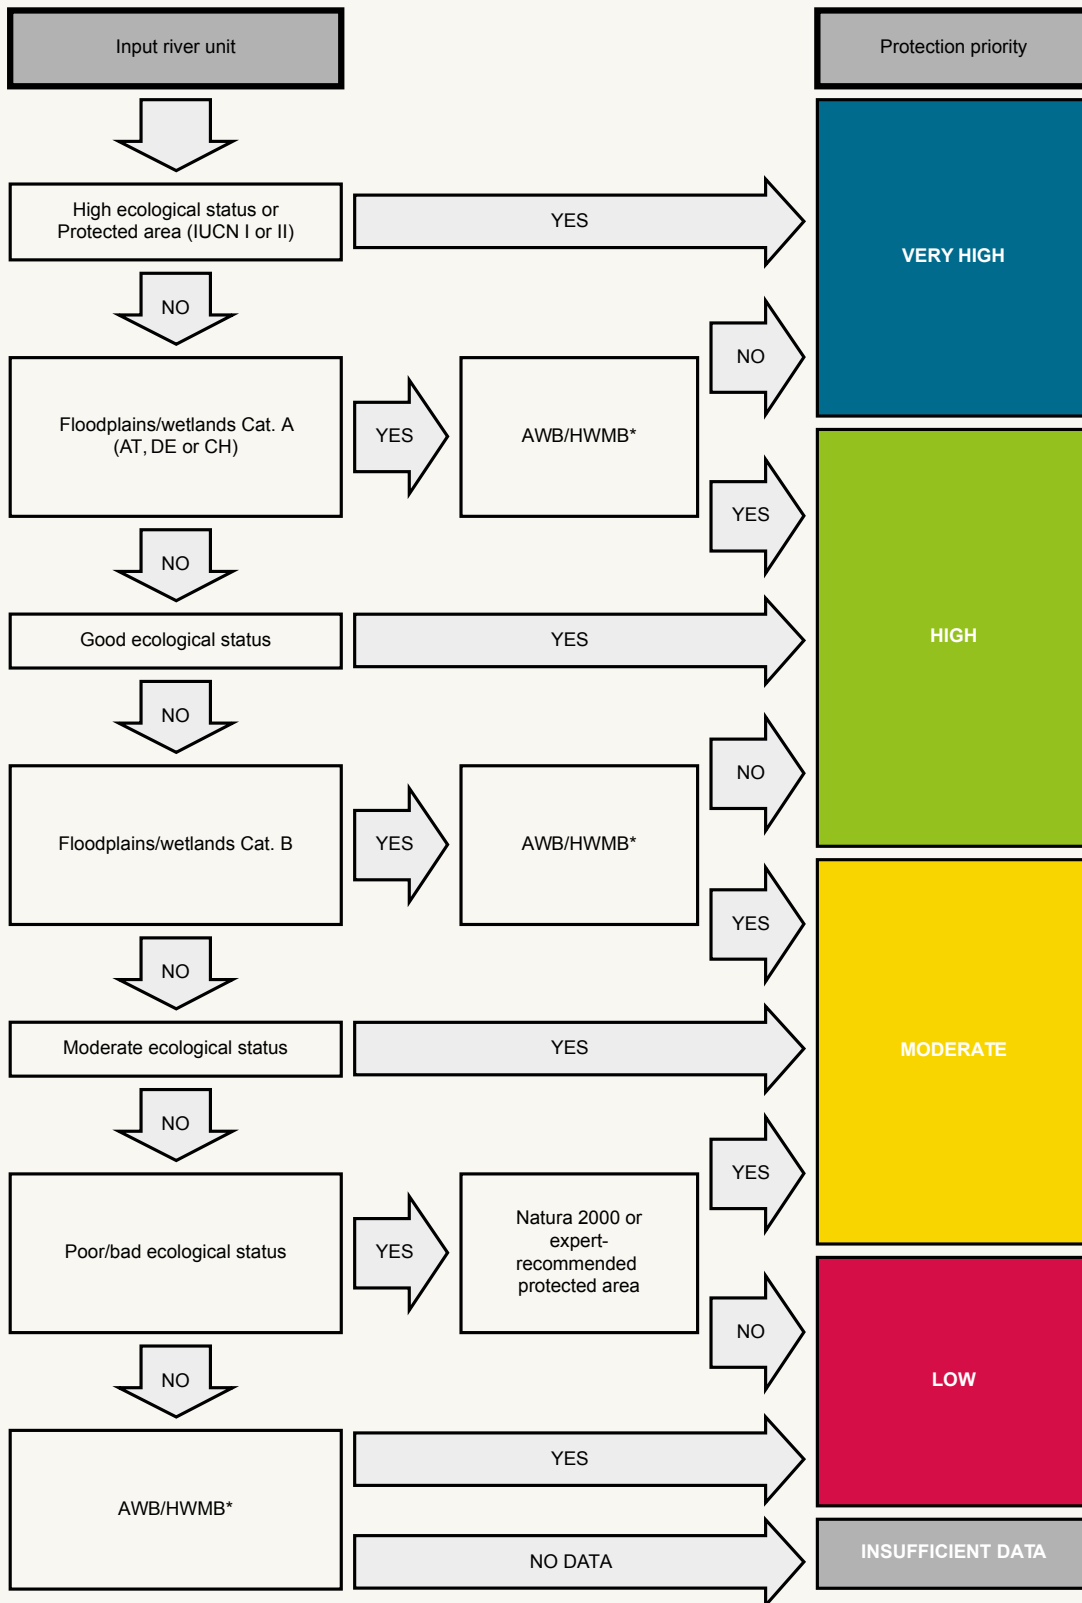 Input river unit
Protection priority
High ecological status or
Protected area (IUCN I or II)
YES
VERY HIGH
NO
NO
Floodplains/wetlands Cat. A
(AT, DE or CH)
YES
AWB/HWMB*
YES
NO
Good ecological status
YES
HIGH
NO
NO
Floodplains/wetlands Cat. B
YES
AWB/HWMB*
YES
NO
Moderate ecological status
YES
MODERATE
NO
YES
Poor/bad ecological status
YES
Natura 2000 or
expert-
recommended
protected area
NO
NO
LOW
AWB/HWMB*
YES
NO DATA
INSUFFICIENT DATA